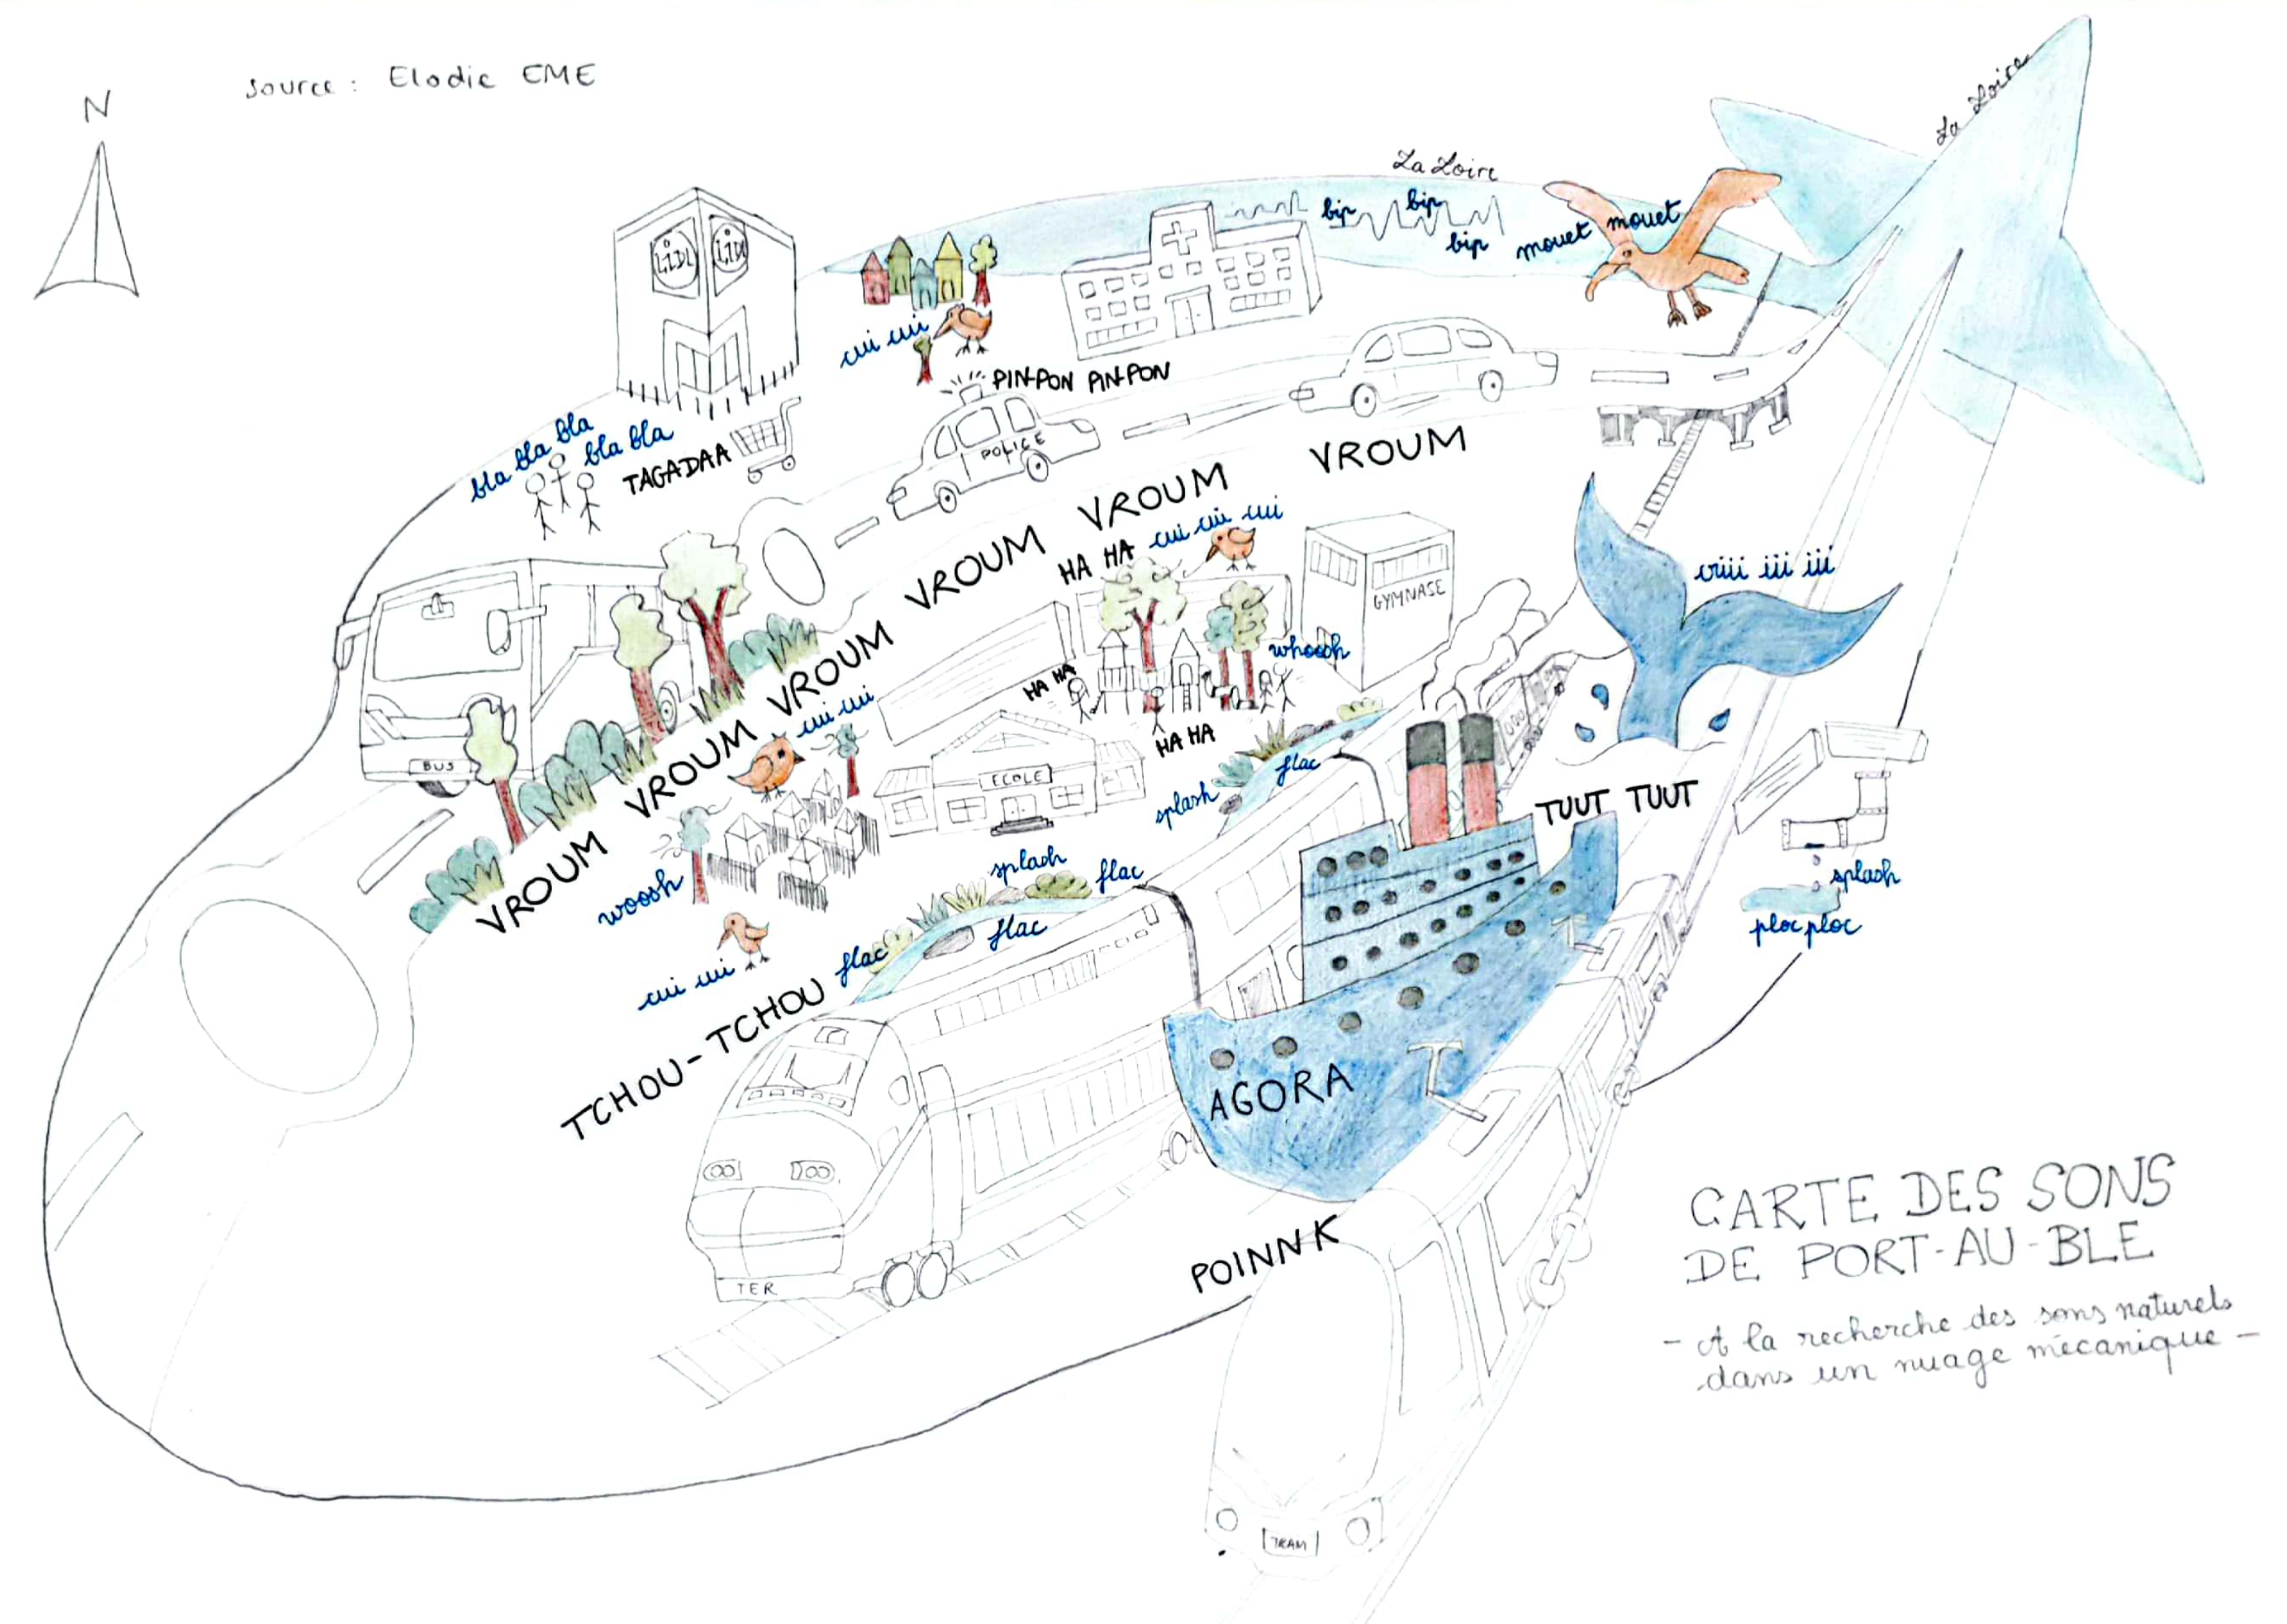 N
Source : Elodie EME
La Loire
La Loire
LiDL
LiDL
bip
bip
bip
mouet mouet
cui cui
PIN-PON PIN-PON
POLICE
bla bla bla
bla bla
TAGADAA
VROUM
VROUM
VROUM
VROUM
VROUM
VROUM
HA HA
cui cui cui
GYMNASE
whoosh
HA HA
HA HA
BUS
cui cui
ECOLE
woosh
cui cui
splash
flac
splash
flac
flac
flac
viii iii iii
TUUT TUUT
splash
ploc ploc
TCHOU-TCHOU
TER
AGORA
POINNK
TRAM
CARTE DES SONS
DE PORT-AU-BLE
- A la recherche des sons naturels
dans un nuage mécanique -